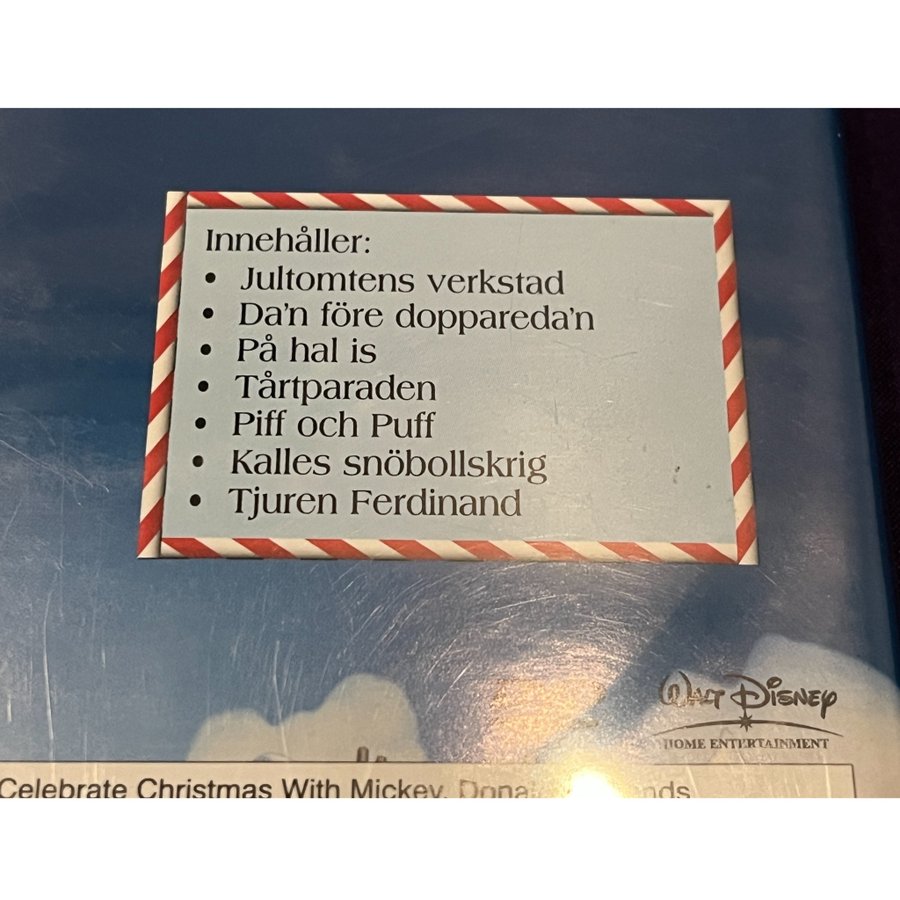 Innehåller:
• Jultomtens verkstad
• Da'n före doppareda'n
• På hal is
• Tårtparaden
• Piff och Puff
• Kalles snöbollskrig
• Tjuren Ferdinand
WALT DISNEY
HOME ENTERTAINMENT
Celebrate Christmas With Mickey,